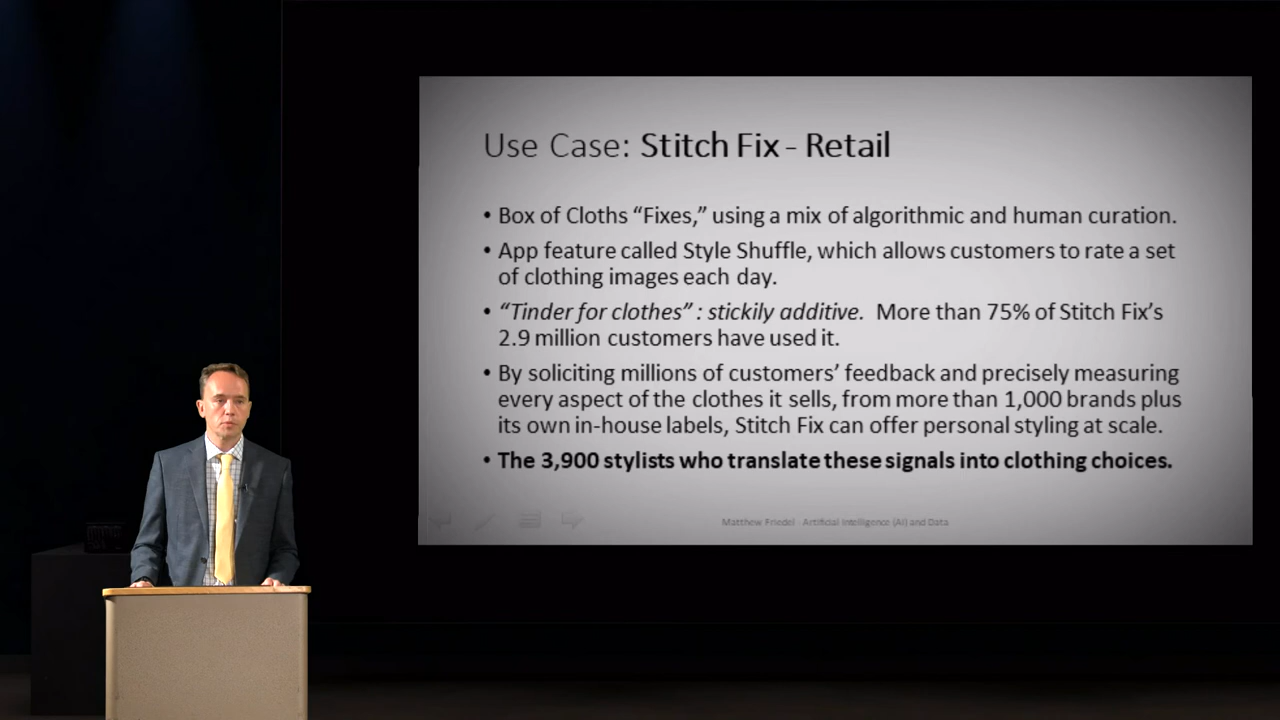 Use Case: Stitch Fix - Retail
• Box of Cloths “Fixes,” using a mix of algorithmic and human curation.
• App feature called Style Shuffle, which allows customers to rate a set
of clothing images each day.
• “Tinder for clothes” : stickily additive. More than 75% of Stitch Fix’s
2.9 million customers have used it.
• By soliciting millions of customers’ feedback and precisely measuring
every aspect of the clothes it sells, from more than 1,000 brands plus
its own in-house labels, Stitch Fix can offer personal styling at scale.
• The 3,900 stylists who translate these signals into clothing choices.
Matthew Friedel - Artificial Intelligence (AI) and Data